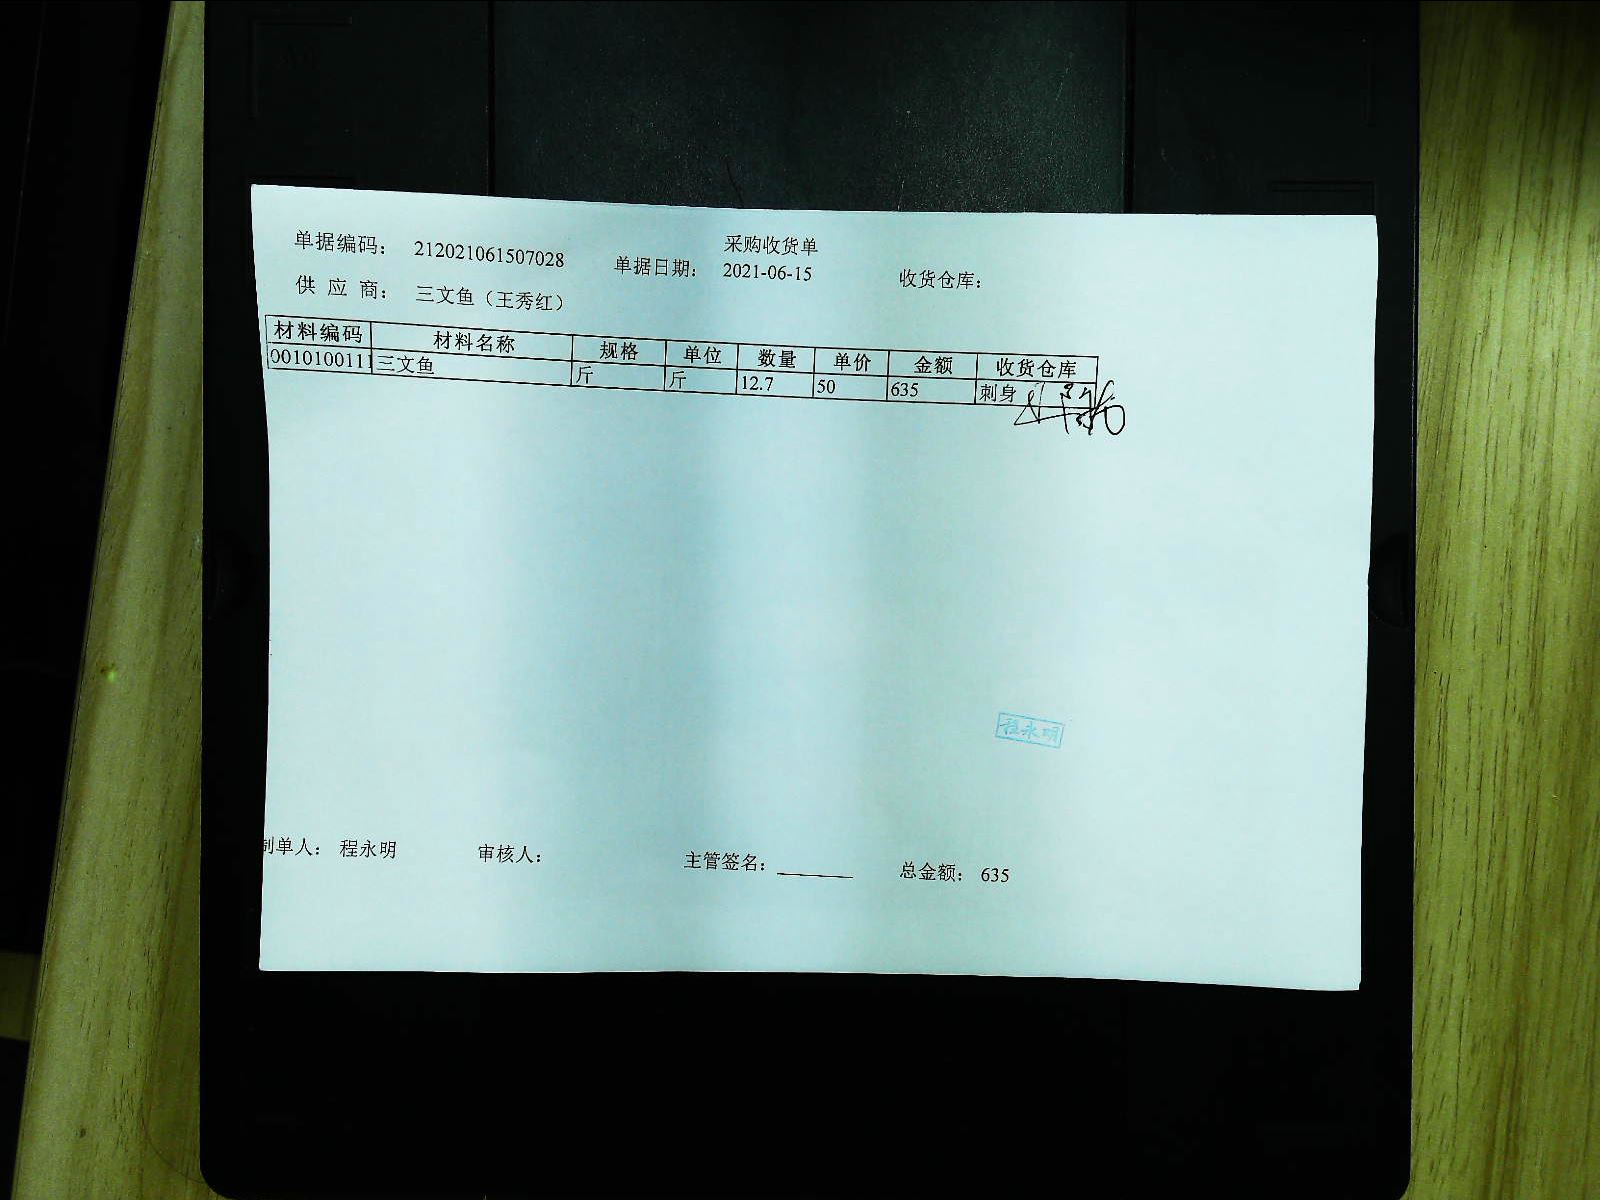 采购收货单
单据编码： 212021061507028 单据日期： 2021-06-15 收货仓库：
供 应 商： 三文鱼（王秀红）
材料编码 材料名称 规格 单位 数量 单价 金额 收货仓库
0010100111 三文鱼 斤 斤 12.7 50 635 刺身
程永明
制单人： 程永明 审核人： 主管签名： 总金额： 635